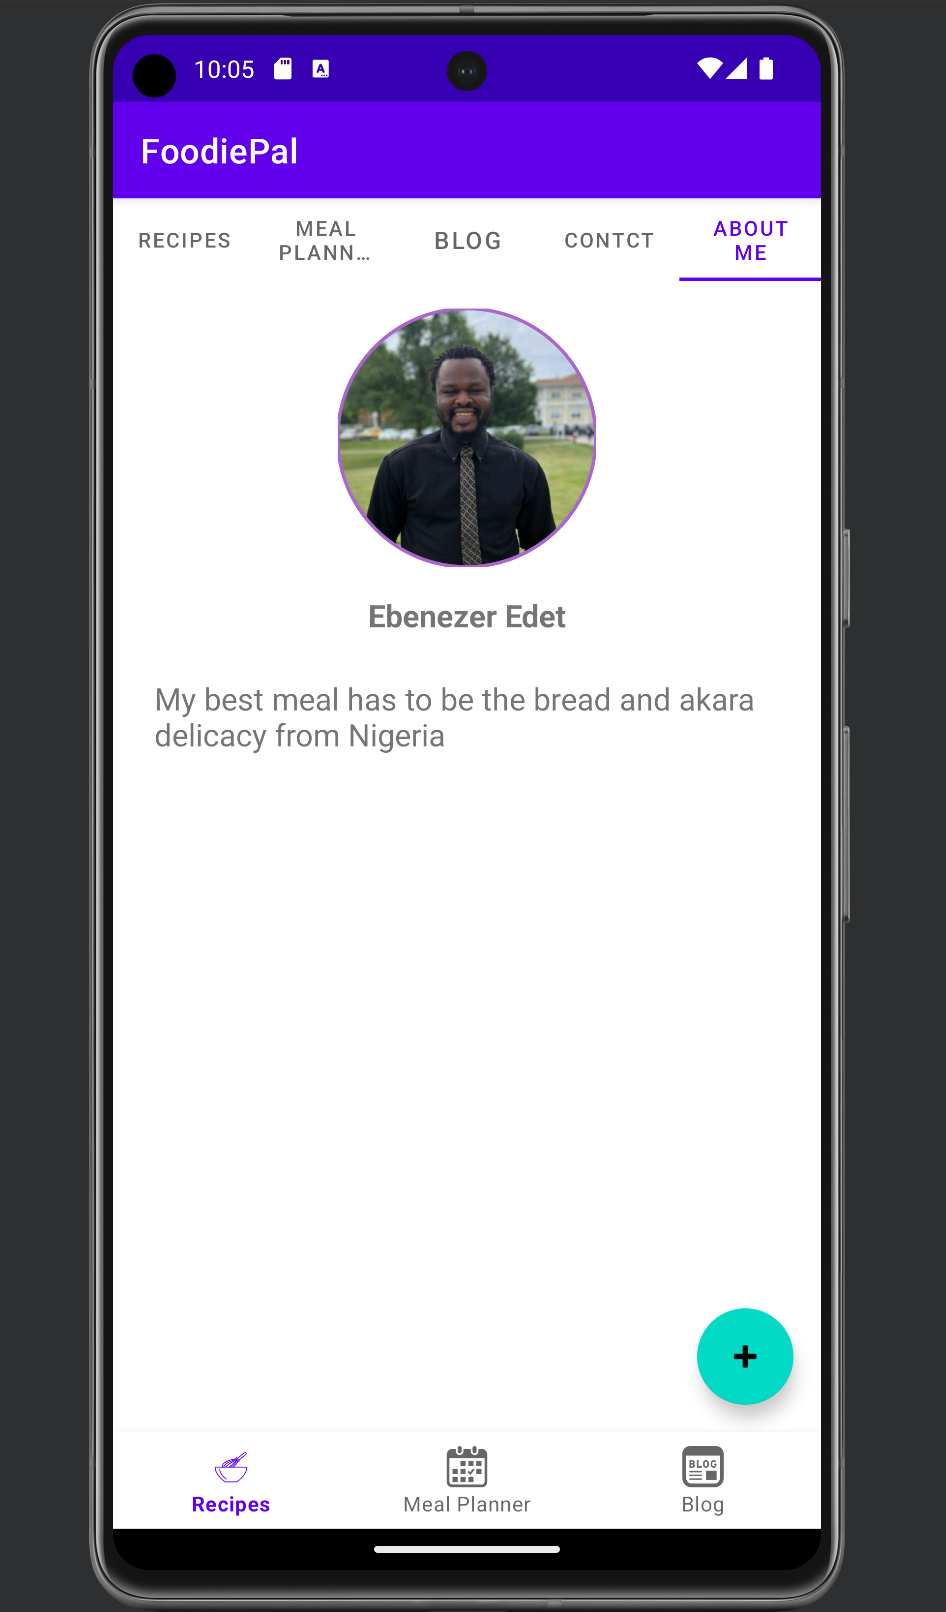 10:05
FoodiePal
RECIPES
MEAL
PLANN...
BLOG
CONTCT
ABOUT
ME
Ebenezer Edet
My best meal has to be the bread and akara
delicacy from Nigeria
+
BLOG
Recipes
Meal Planner
Blog